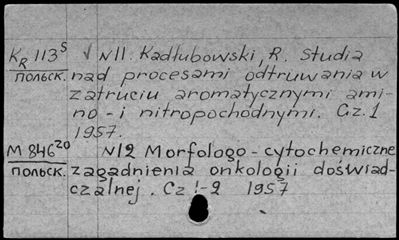 K_R 113⁵ √ N11. Kadłubowski, R. Studia
польск. nad procesami odtruwania w
zatruciu aromatycznymi ami-
no-i nitropochodnymi. Cz. 1
1957.
M 846²⁰ N12 Morfologo-cytochemiczne
польск. zagadnienia onkologii doświad-
czalnej. Cz 1-2 1957